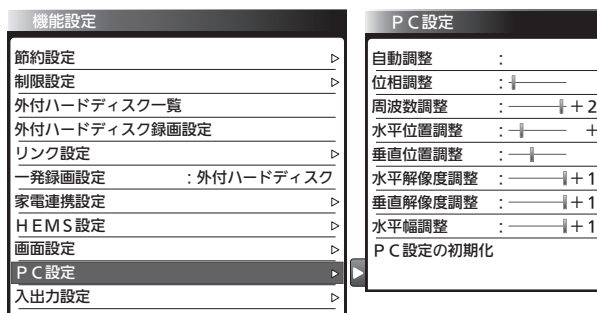 機能設定
節約設定
制限設定
外付ハードディスク一覧
外付ハードディスク録画設定
リンク設定
一発録画設定 : 外付ハードディスク
家電連携設定
ＨＥＭＳ設定
画面設定
ＰＣ設定
入出力設定
ＰＣ設定
自動調整 :
位相調整 :
周波数調整 : ＋2
水平位置調整 : ＋
垂直位置調整 :
水平解像度調整 : ＋1
垂直解像度調整 : ＋1
水平幅調整 : ＋1
ＰＣ設定の初期化